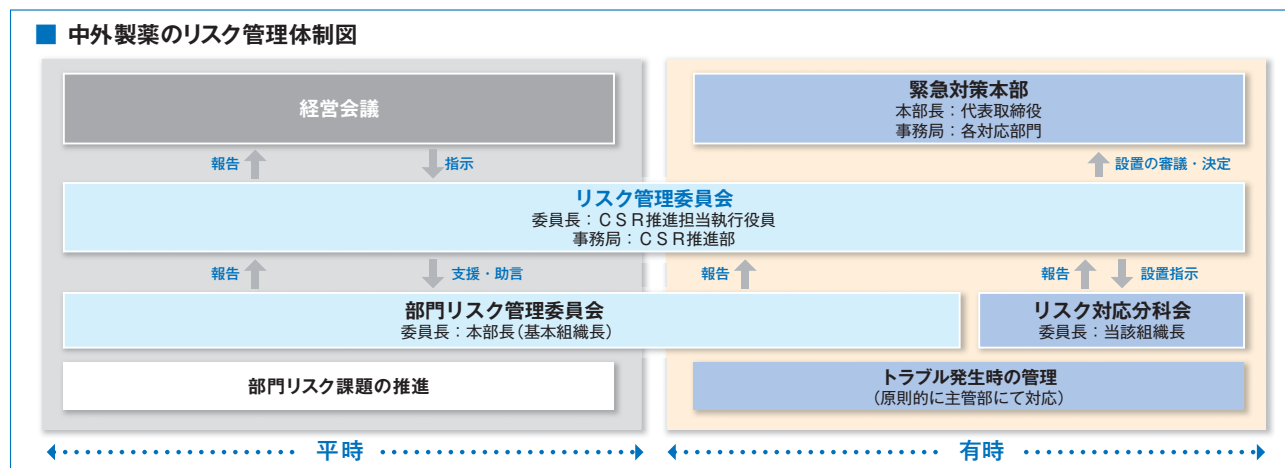 ■ 中外製薬のリスク管理体制図
経営会議
緊急対策本部
本部長：代表取締役
事務局：各対応部門
報告
指示
設置の審議・決定
リスク管理委員会
委員長：ＣＳＲ推進担当執行役員
事務局：ＣＳＲ推進部
報告
支援・助言
報告
報告
設置指示
部門リスク管理委員会
委員長：本部長（基本組織長）
リスク対応分科会
委員長：当該組織長
部門リスク課題の推進
トラブル発生時の管理
（原則的に主管部にて対応）
平時
有時